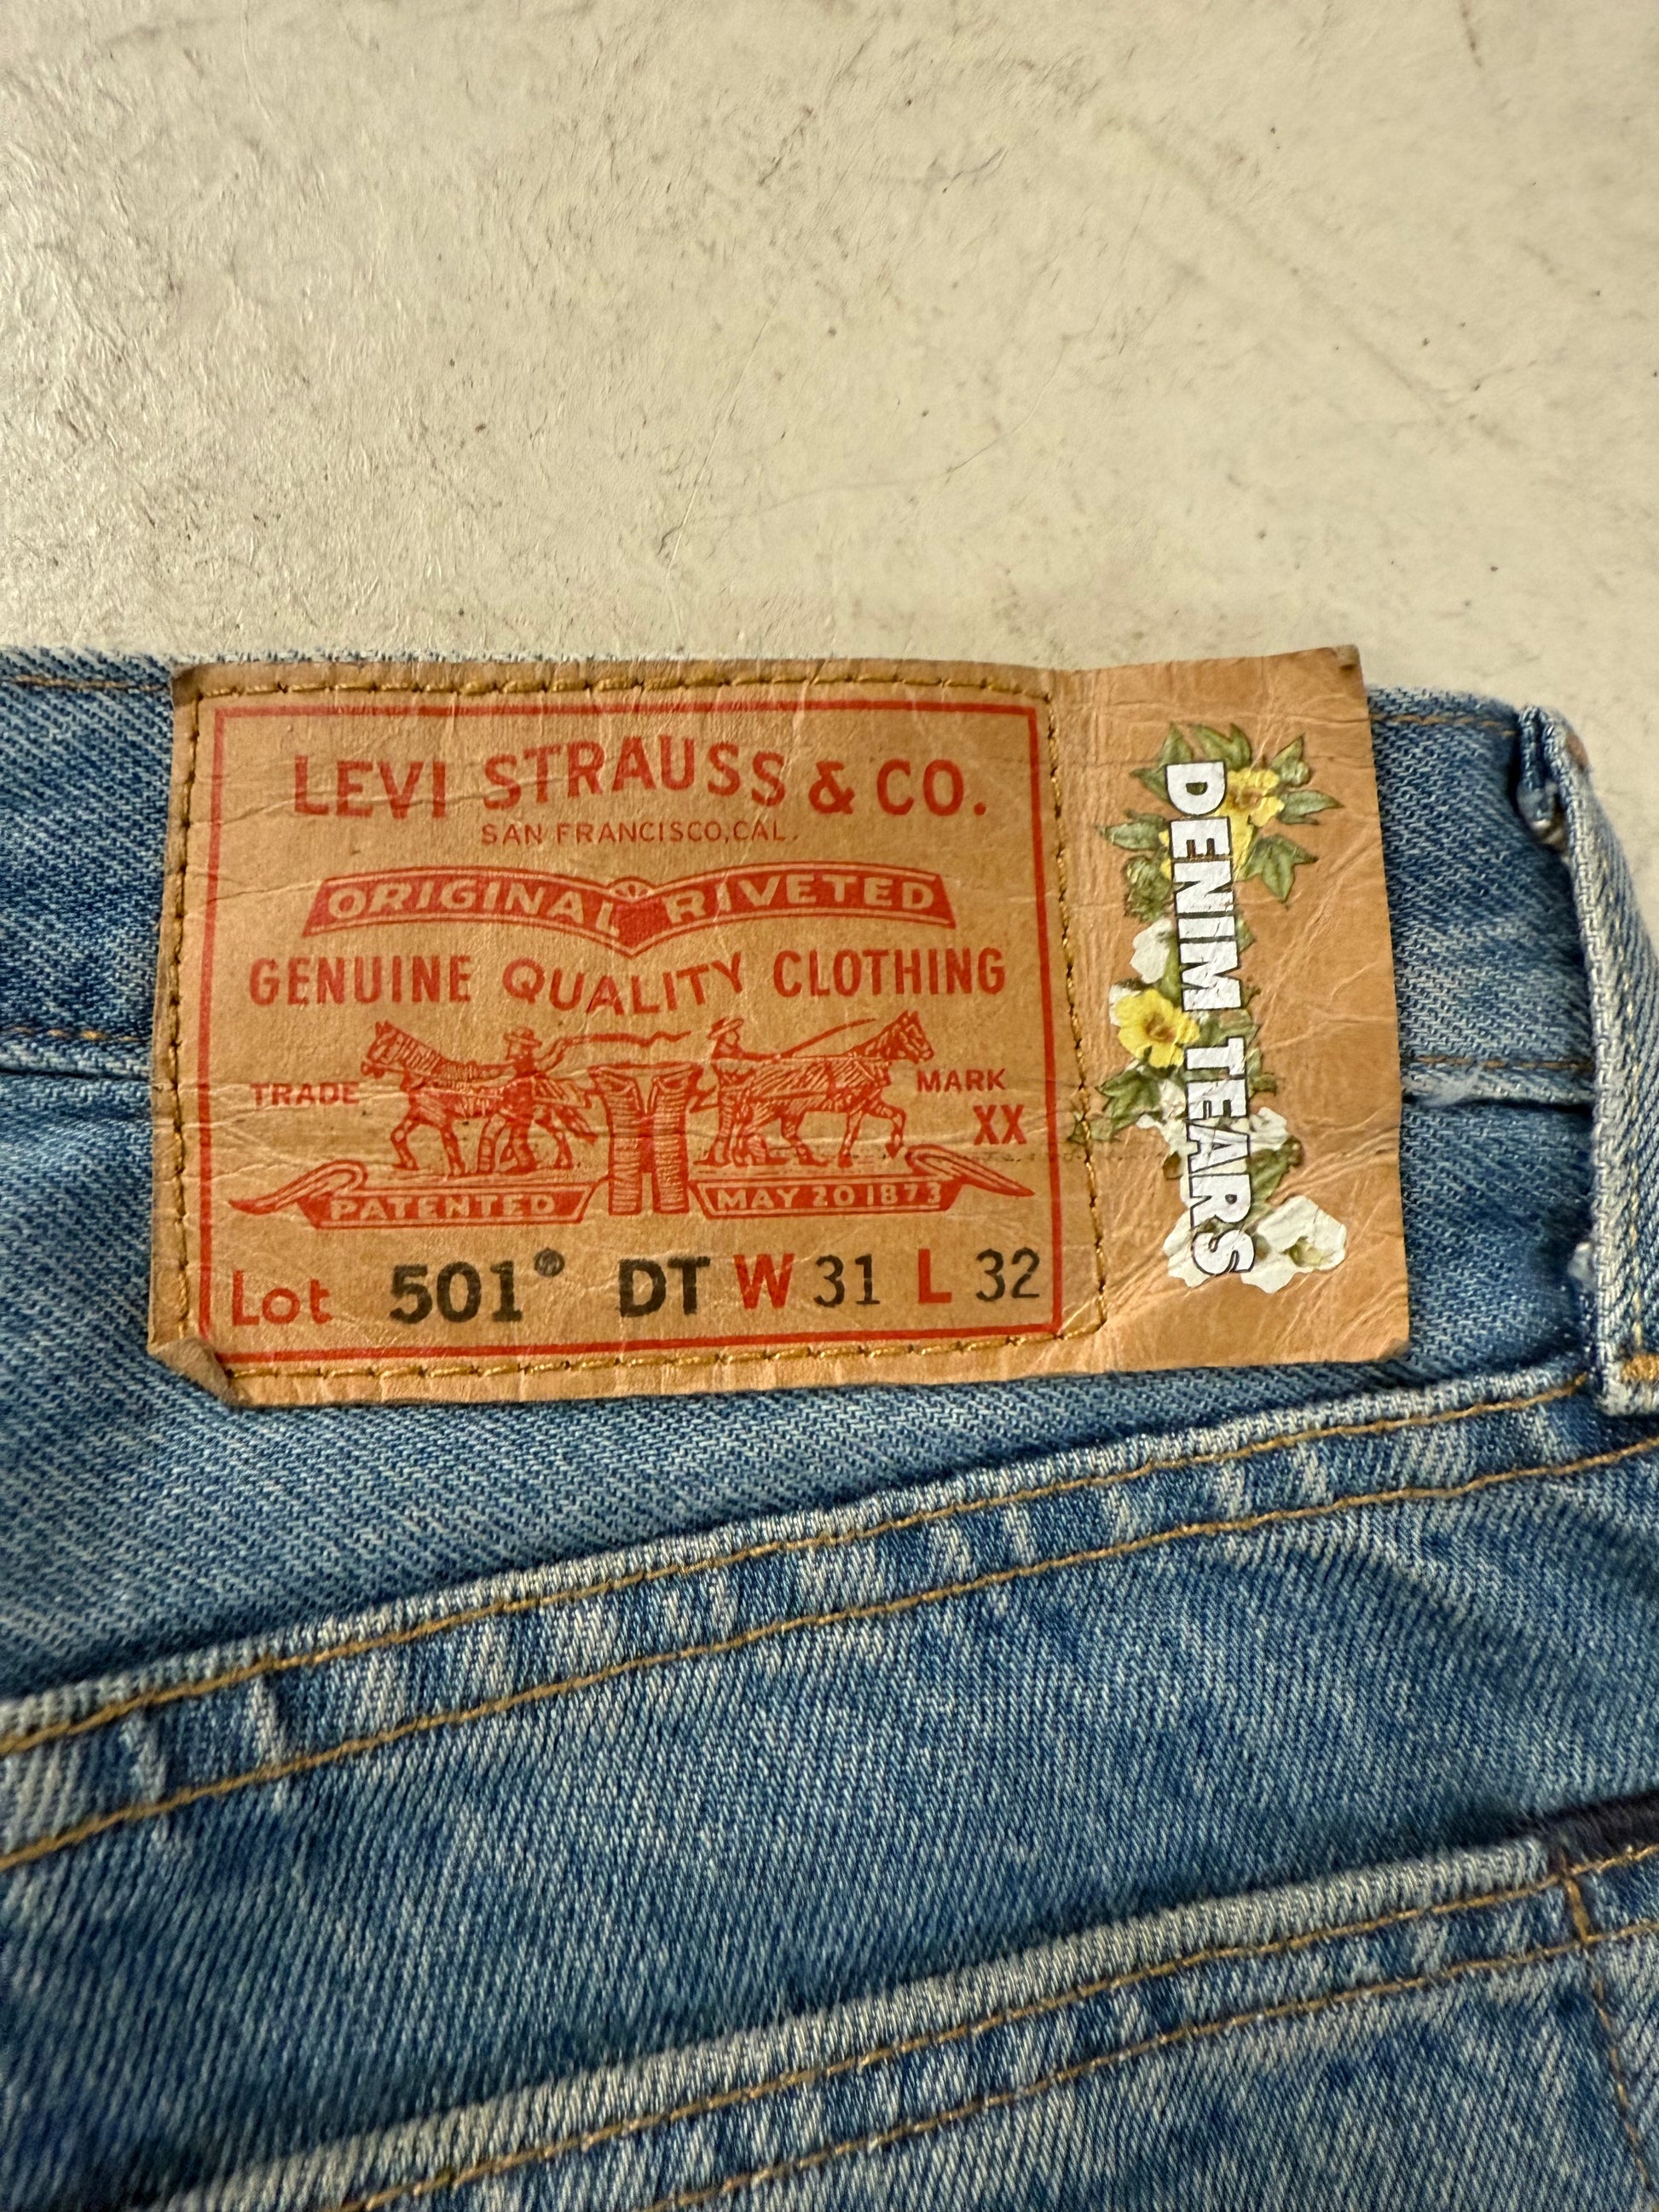 LEVI STRAUSS & CO.
SAN FRANCISCO, CAL.
ORIGINAL RIVETED
GENUINE QUALITY CLOTHING
TRADE MARK
XX
PATENTED MAY 20 1873
Lot 501® DT W 31 L 32
DENIM TEARS